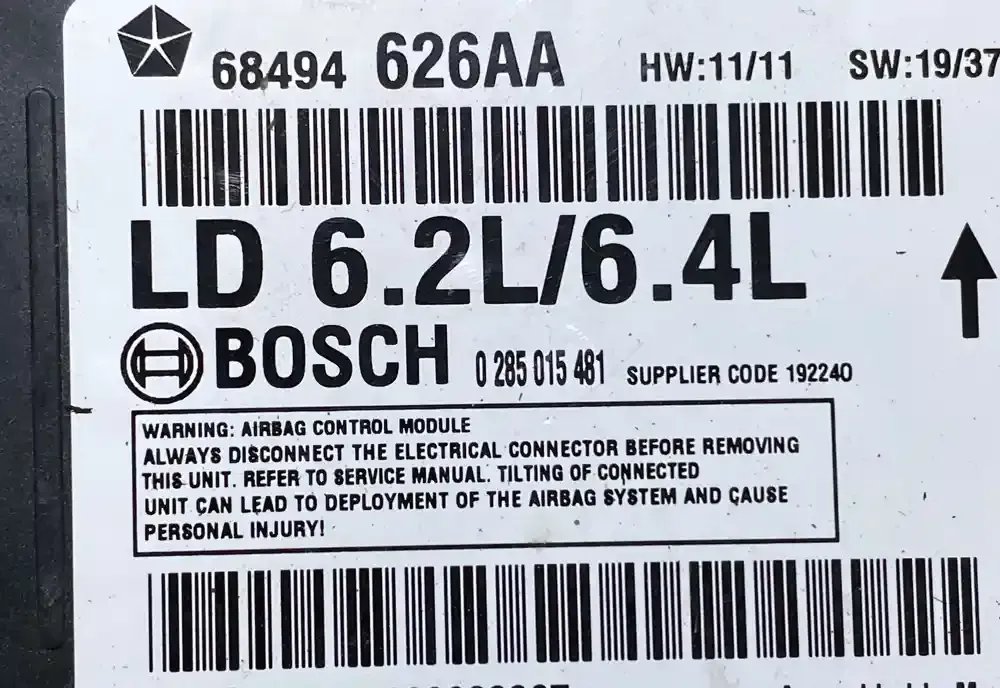 68494 626AA HW:11/11 SW:19/37
LD 6.2L/6.4L
BOSCH 0 285 015 481 SUPPLIER CODE 192240
WARNING: AIRBAG CONTROL MODULE
ALWAYS DISCONNECT THE ELECTRICAL CONNECTOR BEFORE REMOVING
THIS UNIT. REFER TO SERVICE MANUAL. TILTING OF CONNECTED
UNIT CAN LEAD TO DEPLOYMENT OF THE AIRBAG SYSTEM AND CAUSE
PERSONAL INJURY!